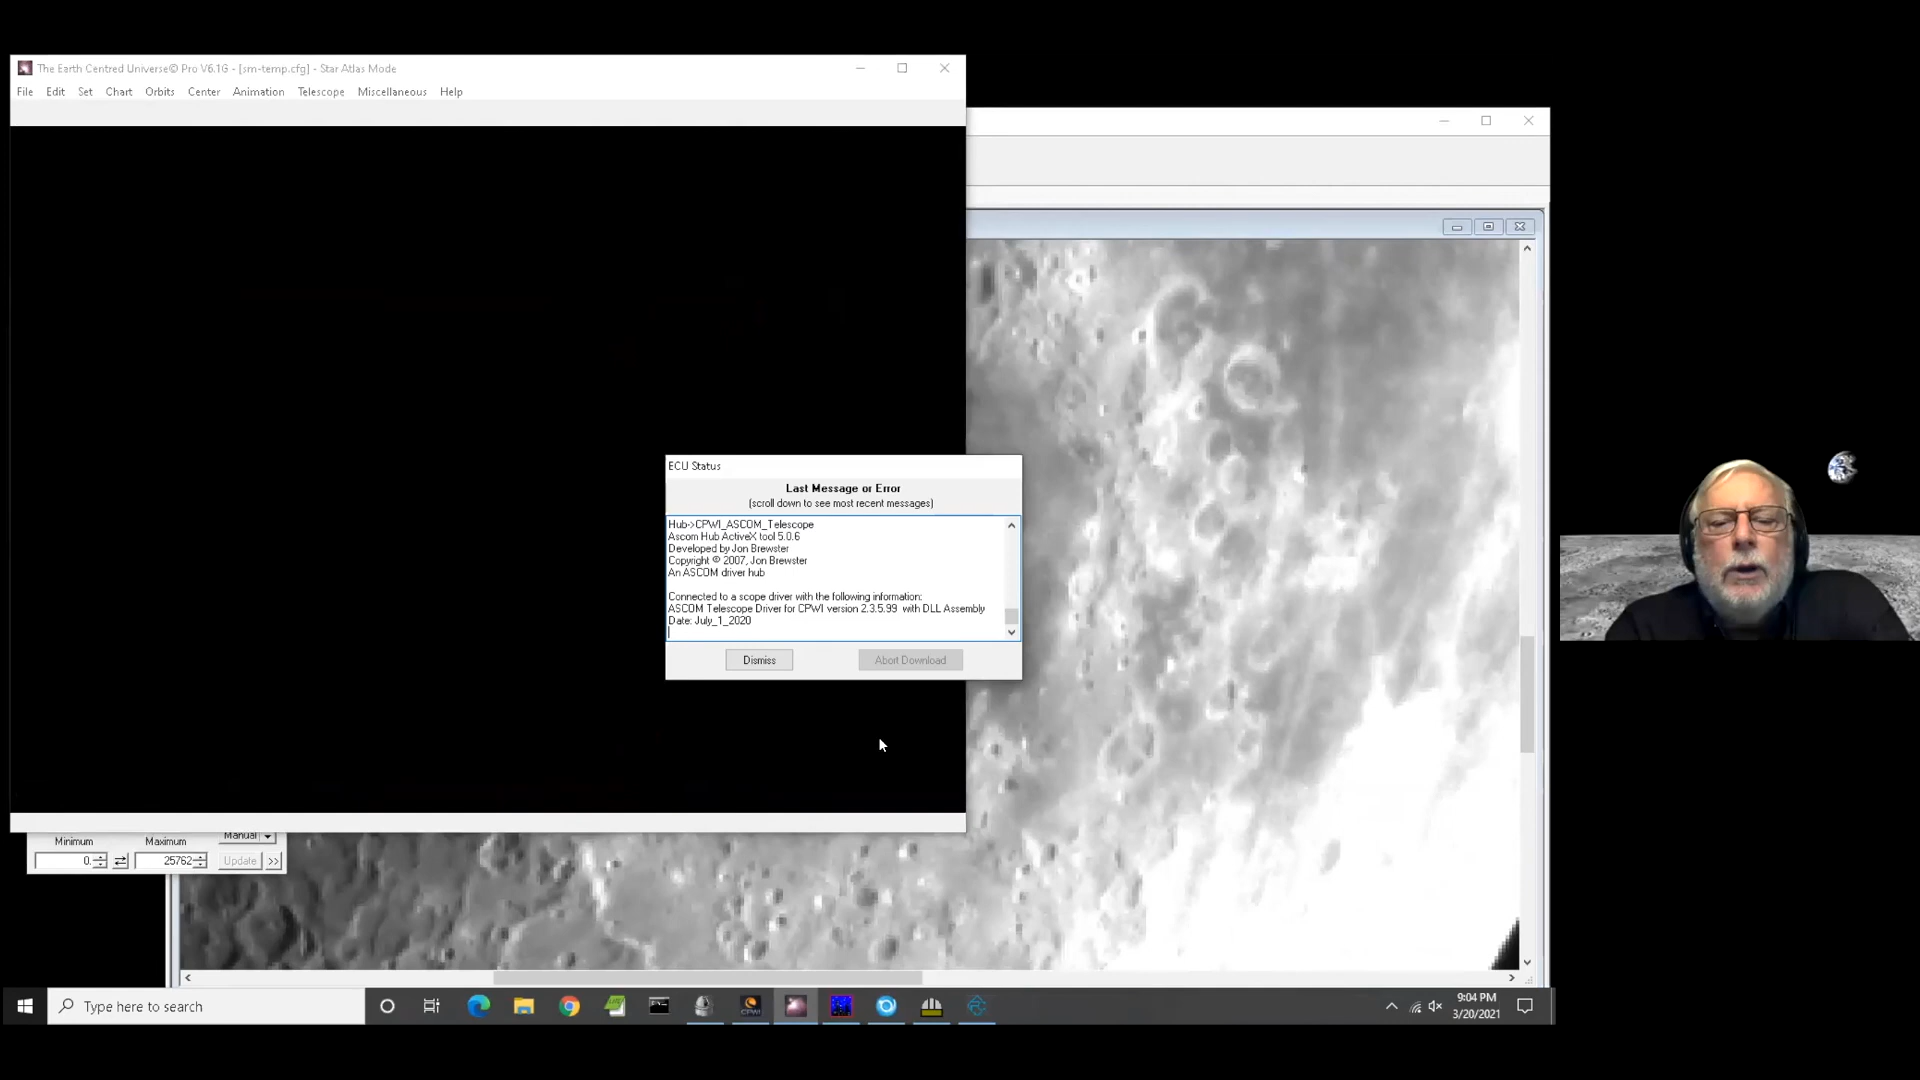 The Earth Centred Universe© Pro V6.1G - [sm-temp.cfg] - Star Atlas Mode
File Edit Set Chart Orbits Center Animation Telescope Miscellaneous Help
ECU Status
Last Message or Error
(scroll down to see most recent messages)
Hub->CPWI_ASCOM_Telescope
Ascom Hub ActiveX tool 5.0.6
Developed by Jon Brewster
Copyright © 2007, Jon Brewster
An ASCOM driver hub
Connected to a scope driver with the following information:
ASCOM Telescope Driver for CPWI version 2.3.5.99 with DLL Assembly
Date: July_1_2020
Dismiss Abort Download
Minimum Maximum Manual
0. 25762 Update >>
Type here to search
CPWI
9:04 PM
3/20/2021